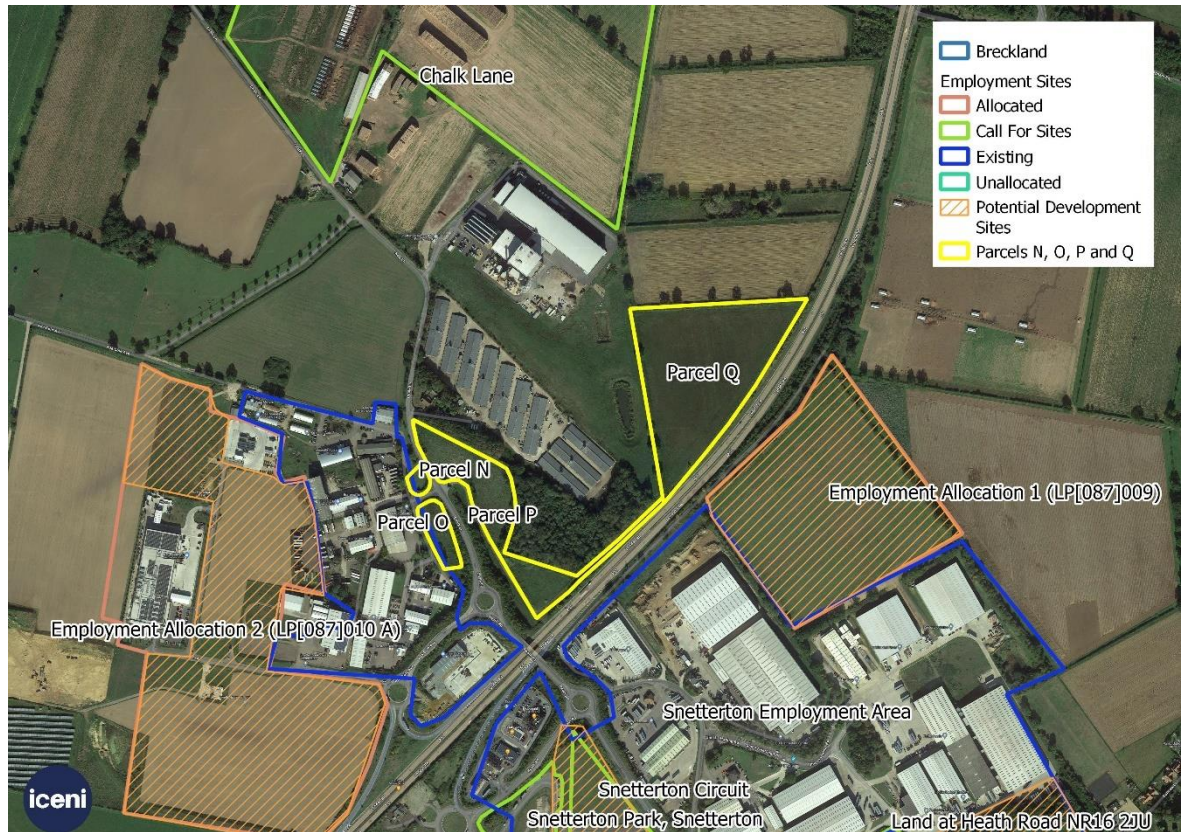 Chalk Lane
Breckland
Employment Sites
Allocated
Call For Sites
Existing
Unallocated
Potential Development
Sites
Parcels N, O, P and Q
Parcel Q
Parcel N
Parcel P
Parcel O
Employment Allocation 1 (LP[087]009)
Employment Allocation 2 (LP[087]010 A)
Snetterton Employment Area
Snetterton Circuit
Snetterton Park, Snetterton
Land at Heath Road NR16 2JU
iceni